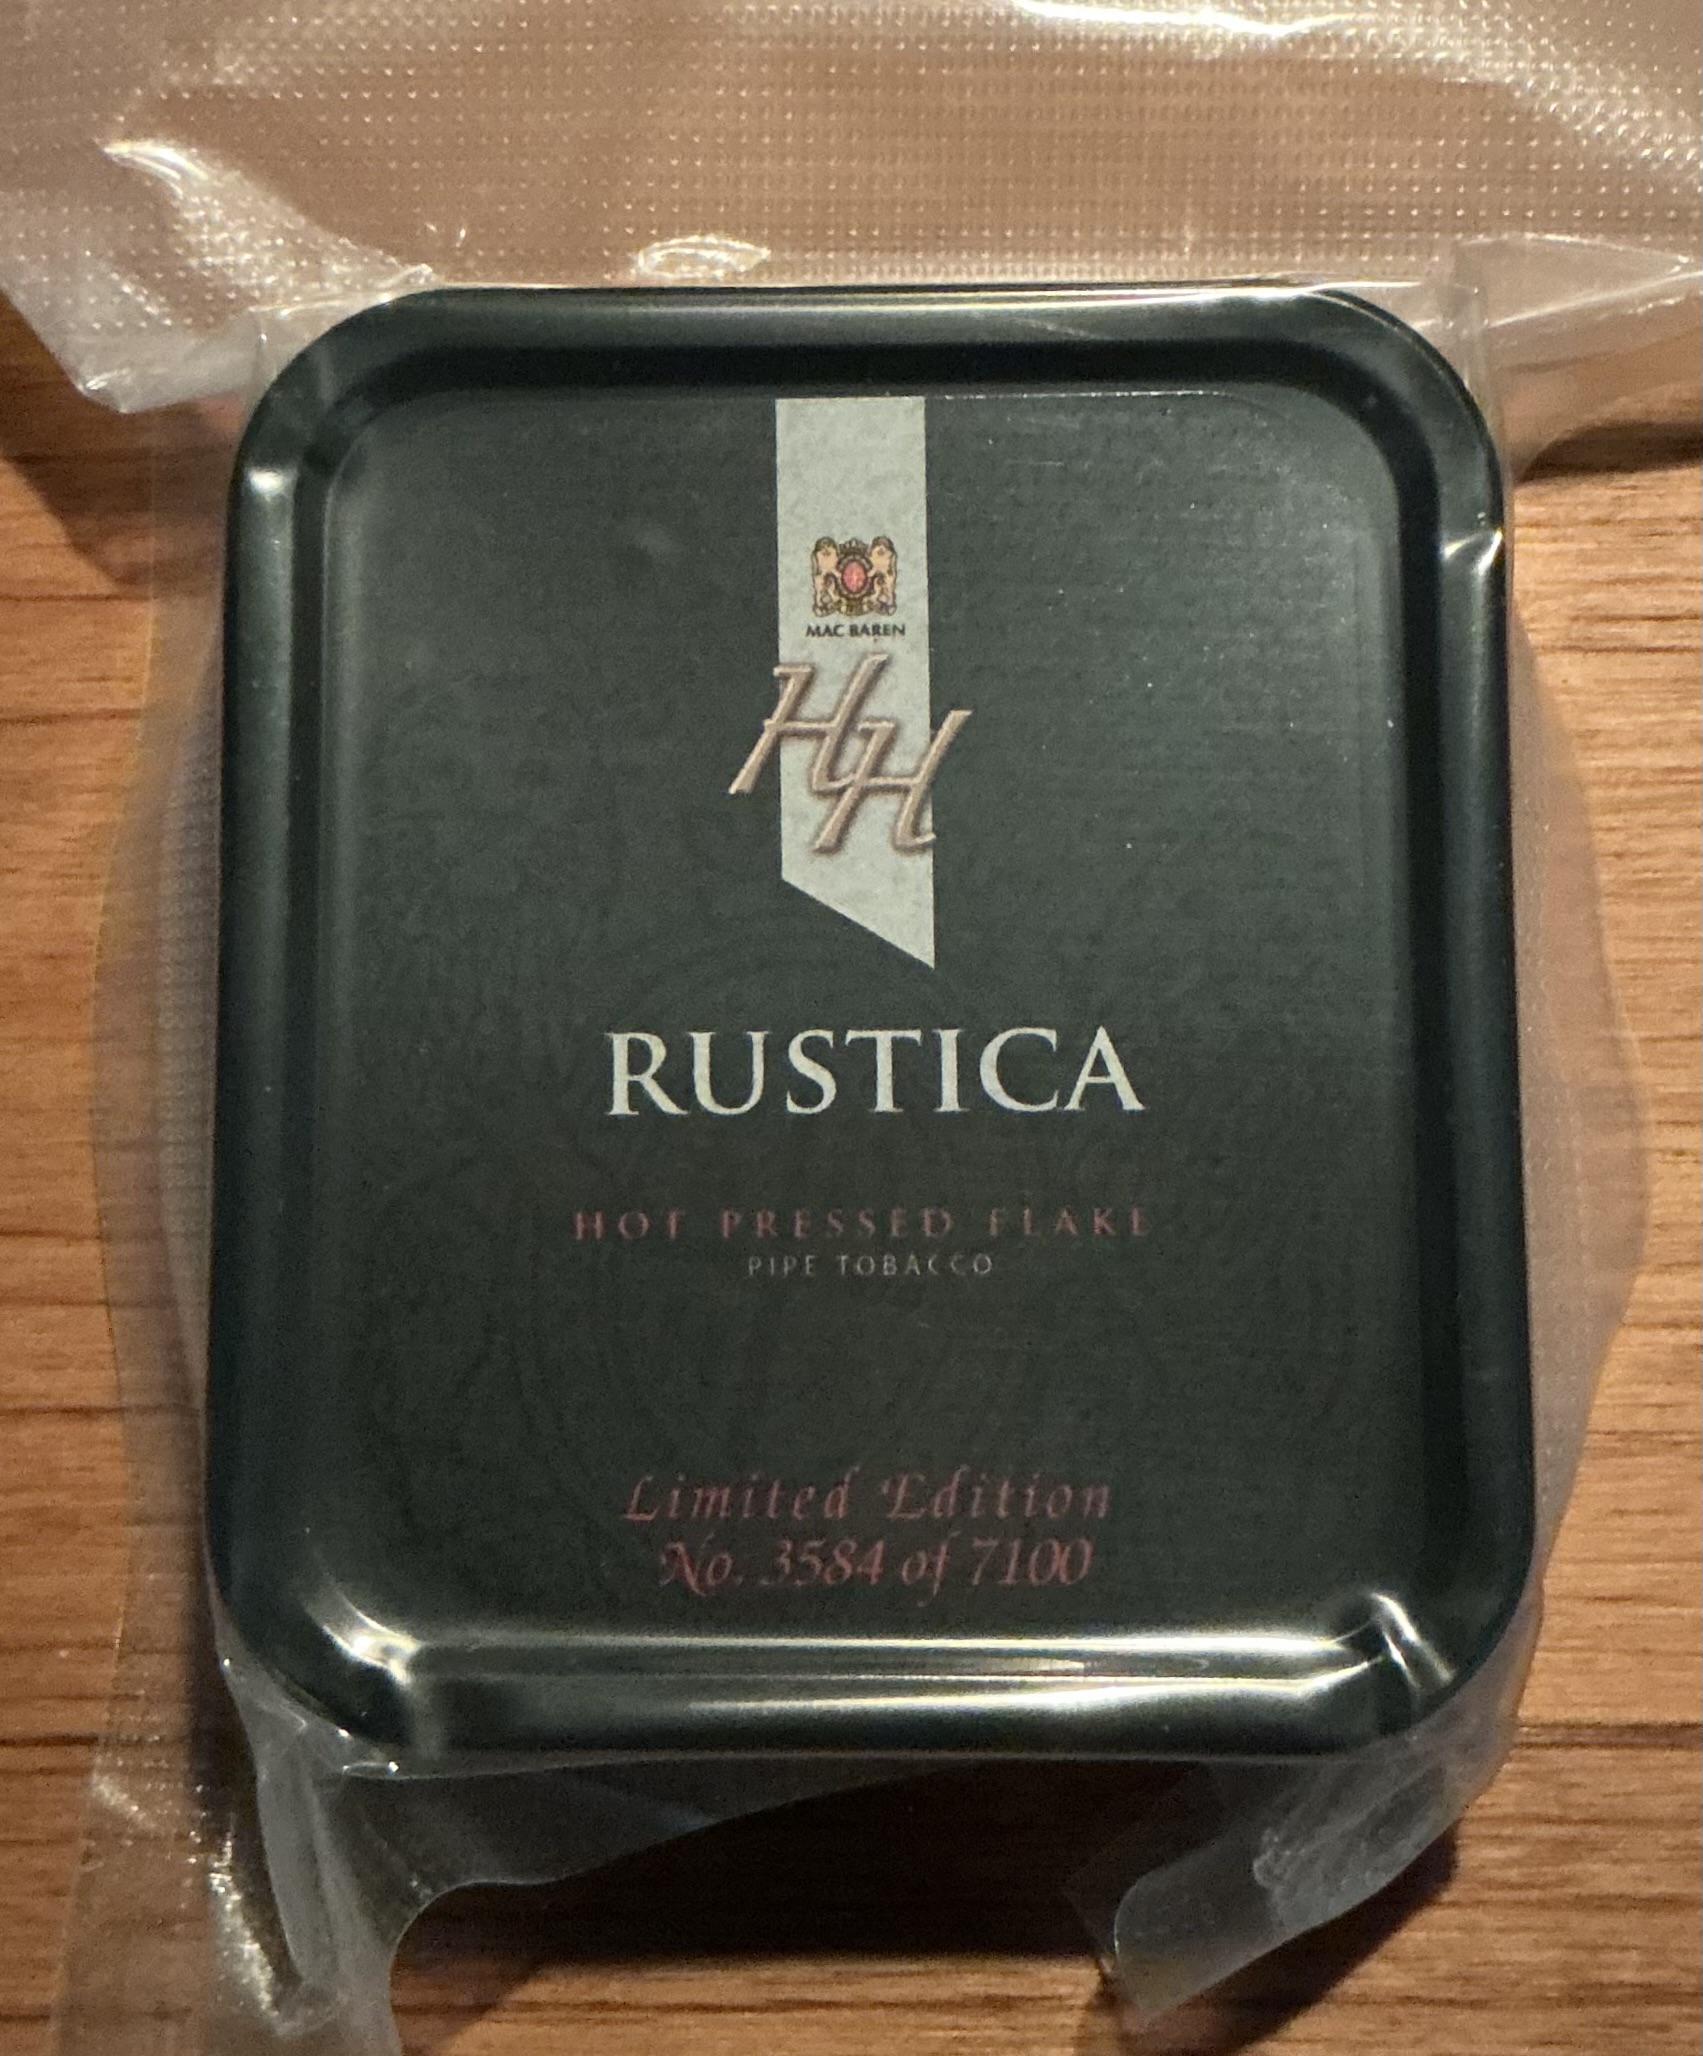 MAC BAREN
HH
RUSTICA
HOT PRESSED FLAKE
PIPE TOBACCO
Limited Edition
No. 3584 of 7100